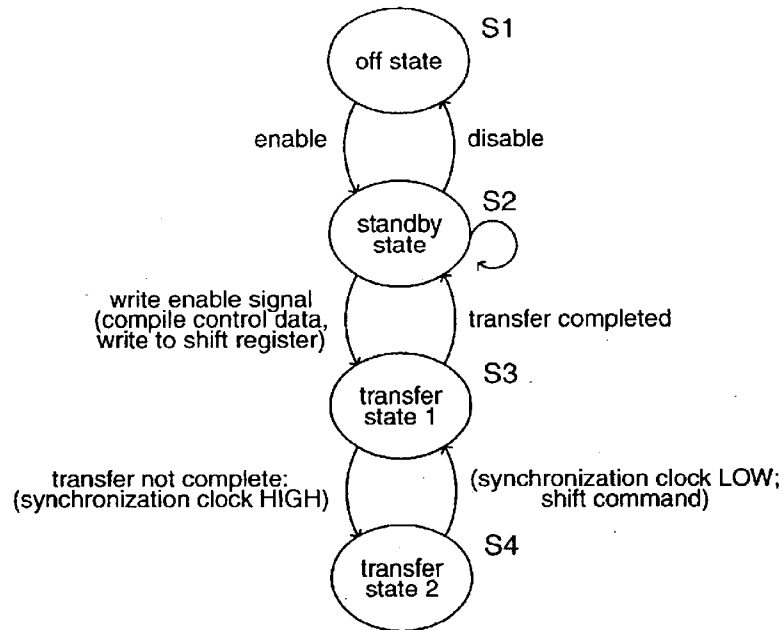 S1
off state
enable
disable
S2
standby
state
write enable signal
(compile control data,
write to shift register)
transfer completed
S3
transfer
state 1
transfer not complete:
(synchronization clock HIGH)
(synchronization clock LOW;
shift command)
S4
transfer
state 2